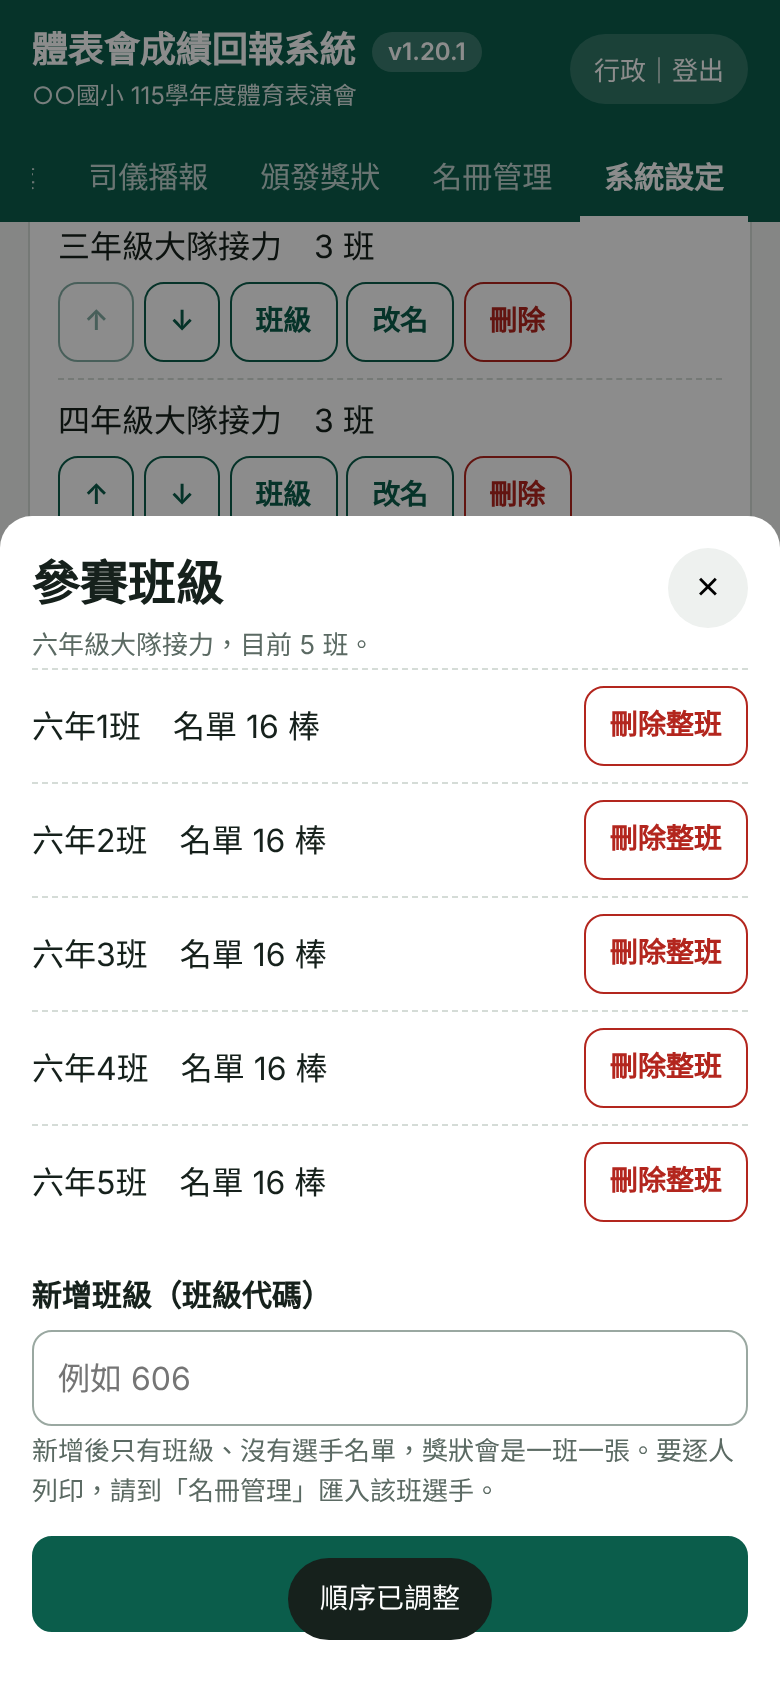 體表會成績回報系統 v1.20.1
○○國小 115學年度體育表演會
行政｜登出
司儀播報 頒發獎狀 名冊管理 系統設定
三年級大隊接力 3 班
↑ ↓ 班級 改名 刪除
四年級大隊接力 3 班
↑ ↓ 班級 改名 刪除
參賽班級
✕
六年級大隊接力，目前 5 班。
六年1班 名單 16 棒 刪除整班
六年2班 名單 16 棒 刪除整班
六年3班 名單 16 棒 刪除整班
六年4班 名單 16 棒 刪除整班
六年5班 名單 16 棒 刪除整班
新增班級（班級代碼）
例如 606
新增後只有班級、沒有選手名單，獎狀會是一班一張。要逐人
列印，請到「名冊管理」匯入該班選手。
順序已調整